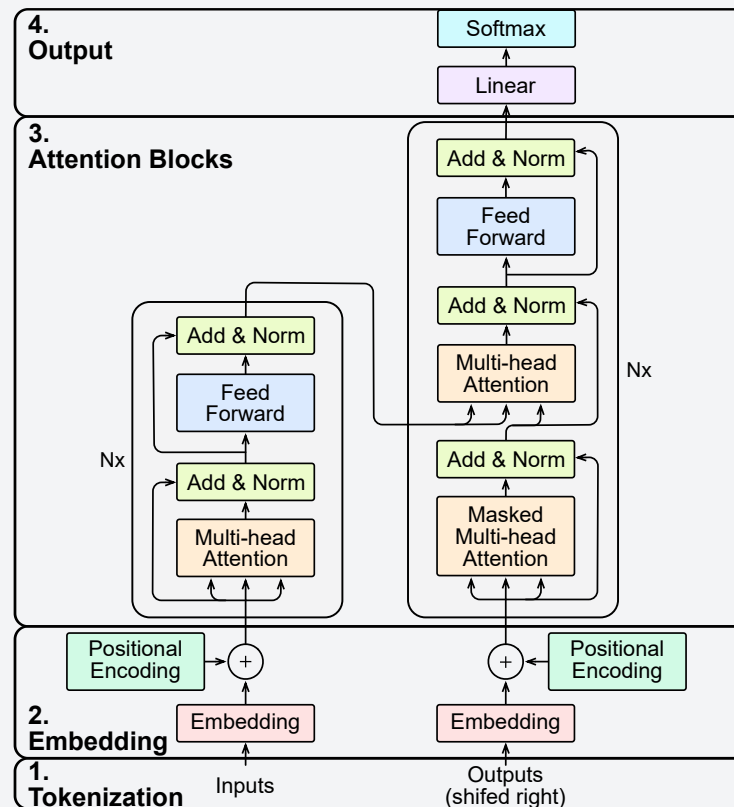 4.
Output
Softmax
Linear
3.
Attention Blocks
Add & Norm
Feed
Forward
Add & Norm
Multi-head
Attention
Nx
Add & Norm
Masked
Multi-head
Attention
Add & Norm
Feed
Forward
Nx
Add & Norm
Multi-head
Attention
Positional
Encoding
+
+
Positional
Encoding
2.
Embedding
Embedding
Embedding
1.
Tokenization
Inputs
Outputs
(shifed right)